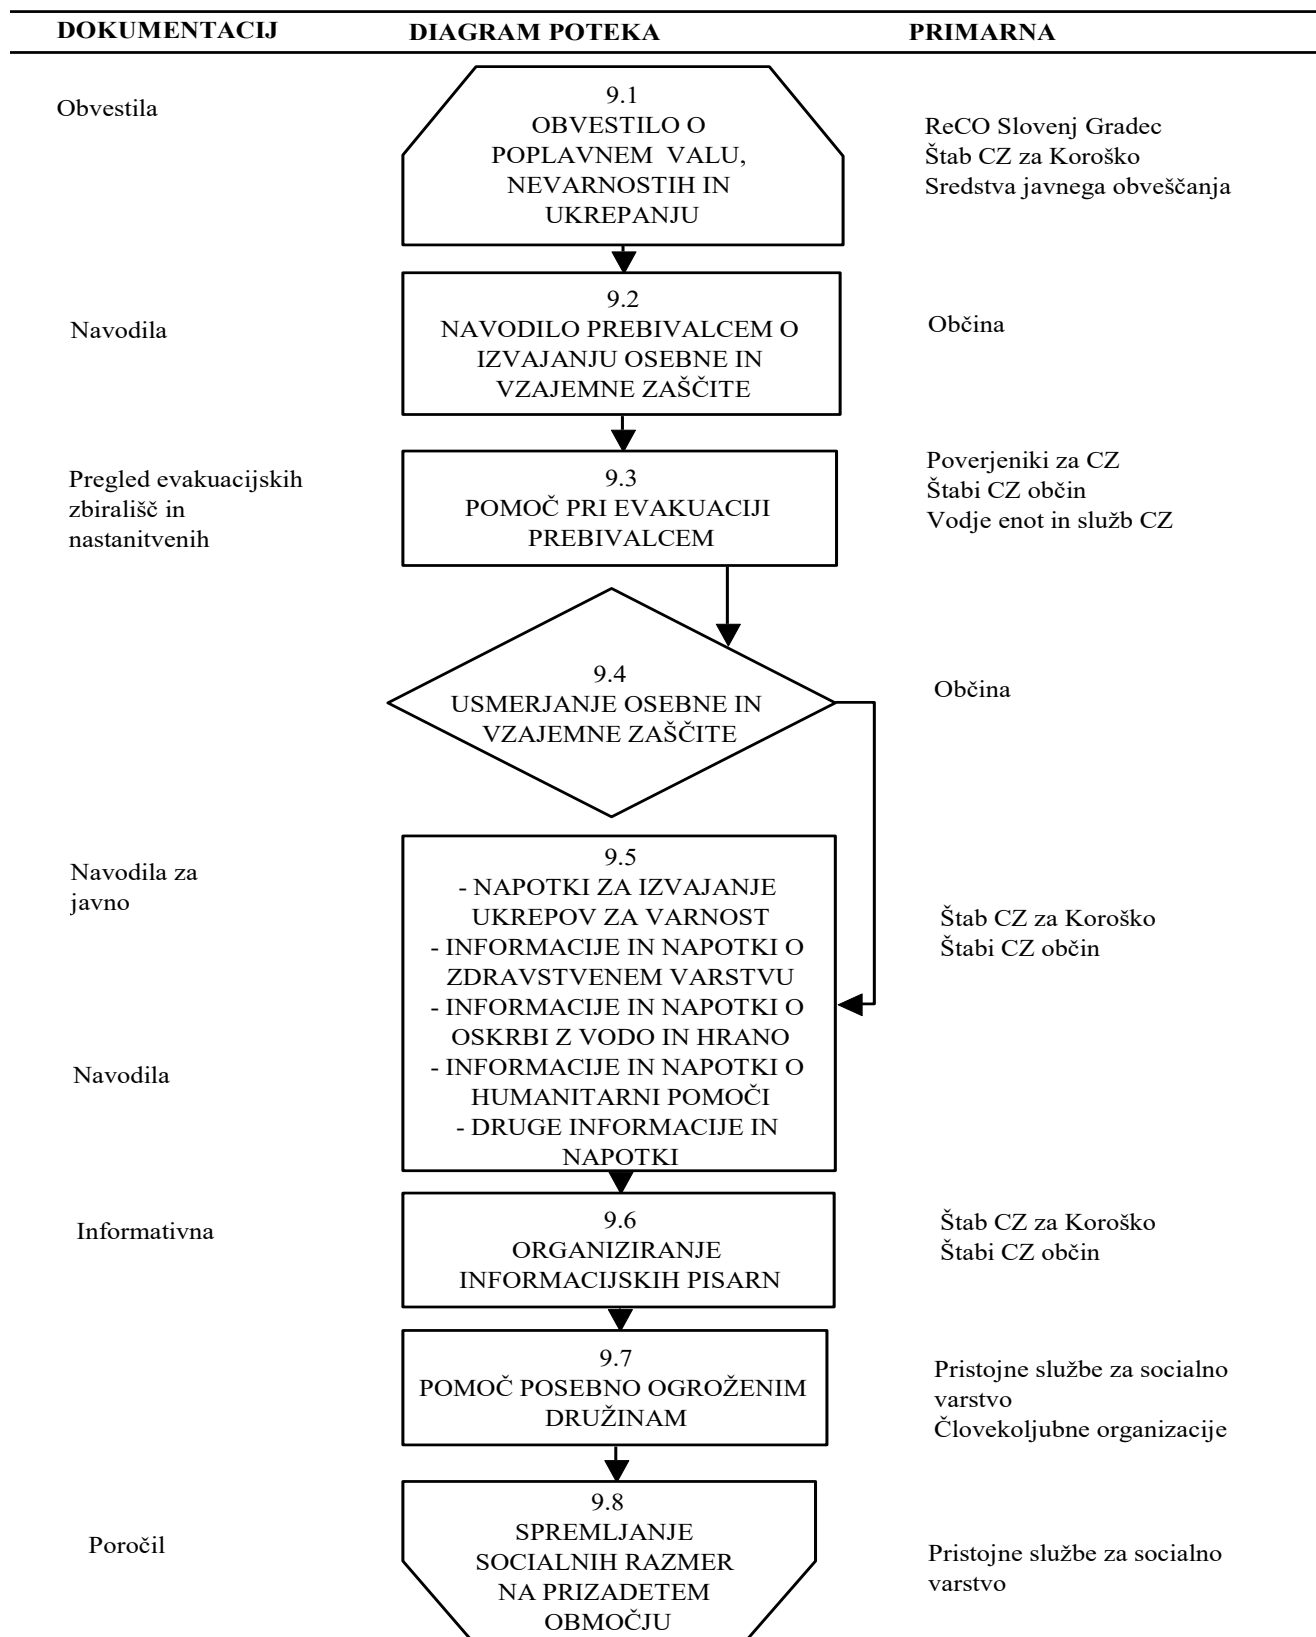 DOKUMENTACIJ DIAGRAM POTEKA PRIMARNA
Obvestila
9.1
OBVESTILO O
POPLAVNEM VALU,
NEVARNOSTIH IN
UKREPANJU
ReCO Slovenj Gradec
Štab CZ za Koroško
Sredstva javnega obveščanja
Navodila
9.2
NAVODILO PREBIVALCEM O
IZVAJANJU OSEBNE IN
VZAJEMNE ZAŠČITE
Občina
Pregled evakuacijskih
zbirališč in
nastanitvenih
9.3
POMOČ PRI EVAKUACIJI
PREBIVALCEM
Poverjeniki za CZ
Štabi CZ občin
Vodje enot in služb CZ
9.4
USMERJANJE OSEBNE IN
VZAJEMNE ZAŠČITE
Občina
Navodila za
javno
Navodila
9.5
- NAPOTKI ZA IZVAJANJE
UKREPOV ZA VARNOST
- INFORMACIJE IN NAPOTKI O
ZDRAVSTVENEM VARSTVU
- INFORMACIJE IN NAPOTKI O
OSKRBI Z VODO IN HRANO
- INFORMACIJE IN NAPOTKI O
HUMANITARNI POMOČI
- DRUGE INFORMACIJE IN
NAPOTKI
Štab CZ za Koroško
Štabi CZ občin
Informativna
9.6
ORGANIZIRANJE
INFORMACIJSKIH PISARN
Štab CZ za Koroško
Štabi CZ občin
9.7
POMOČ POSEBNO OGROŽENIM
DRUŽINAM
Pristojne službe za socialno
varstvo
Človekoljubne organizacije
Poročil
9.8
SPREMLJANJE
SOCIALNIH RAZMER
NA PRIZADETEM
OBMOČJU
Pristojne službe za socialno
varstvo